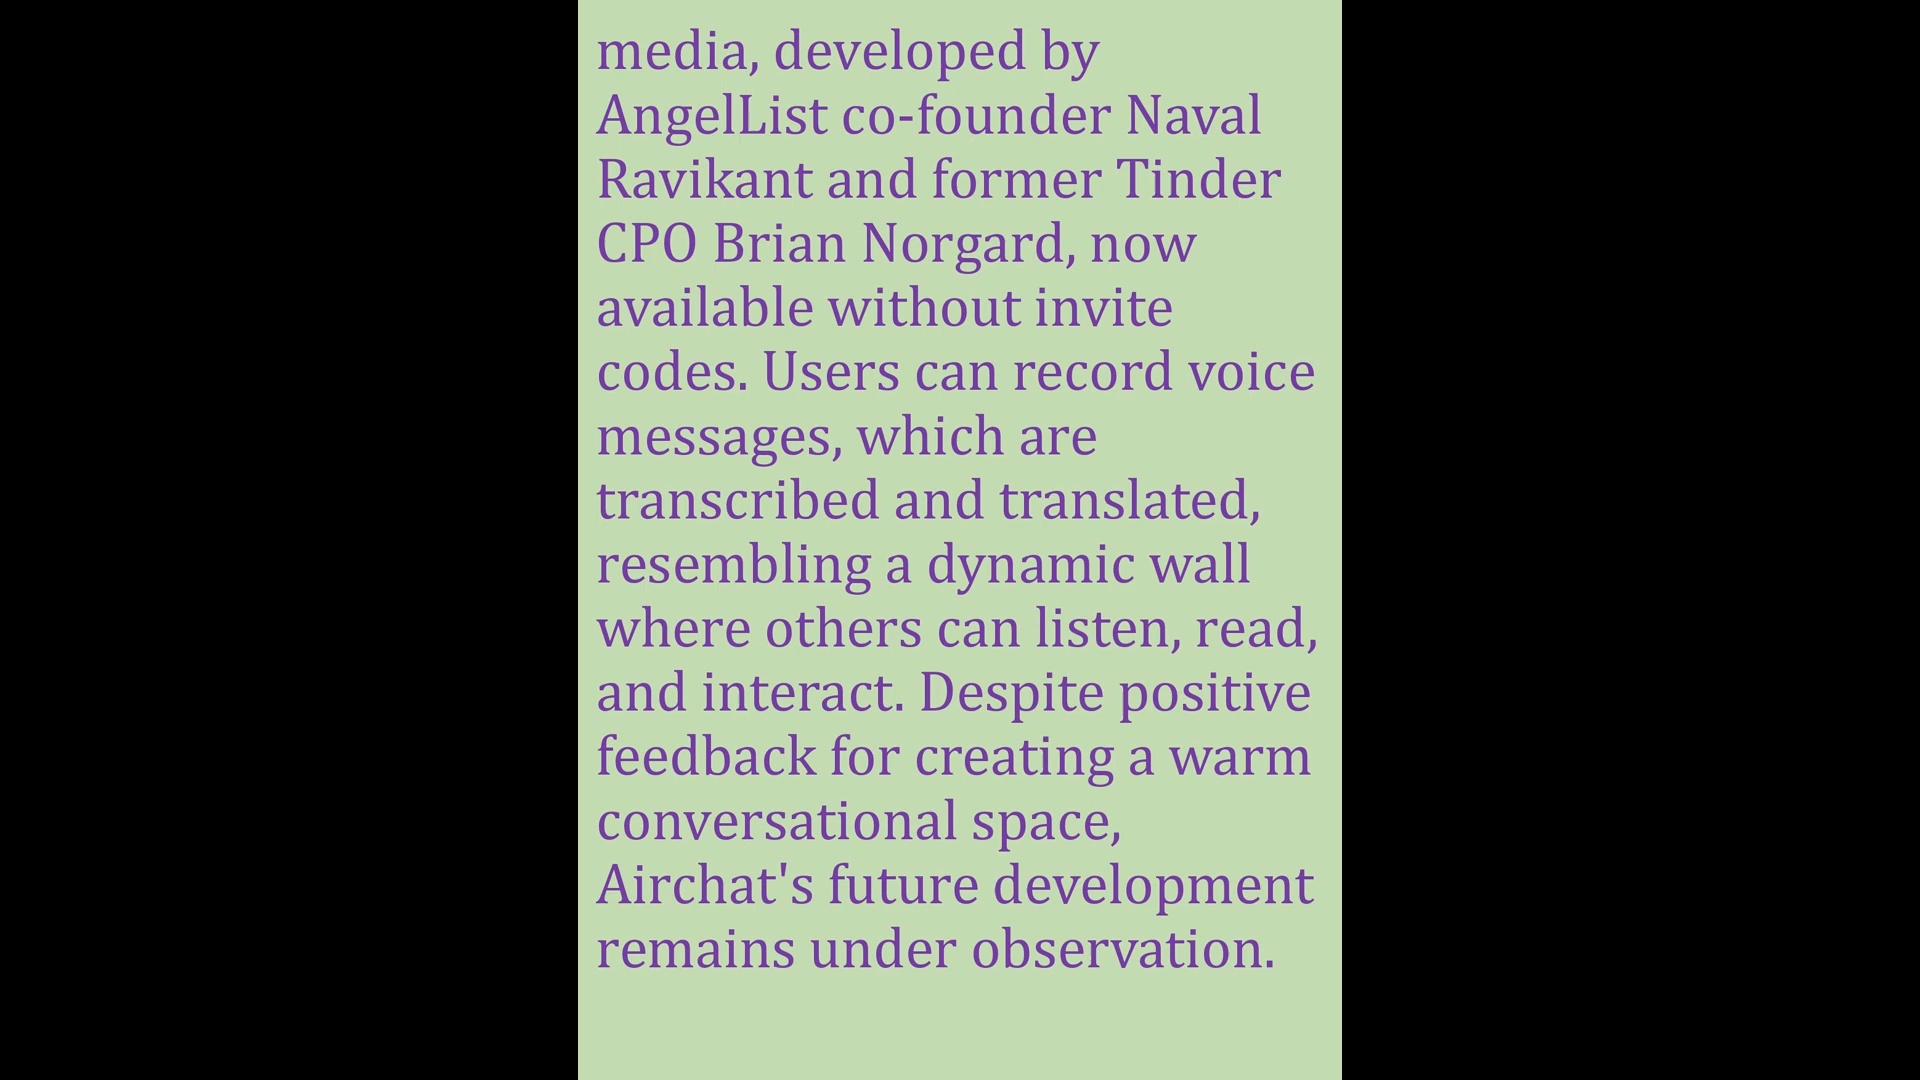 media, developed by
AngelList co-founder Naval
Ravikant and former Tinder
CPO Brian Norgard, now
available without invite
codes. Users can record voice
messages, which are
transcribed and translated,
resembling a dynamic wall
where others can listen, read,
and interact. Despite positive
feedback for creating a warm
conversational space,
Airchat's future development
remains under observation.